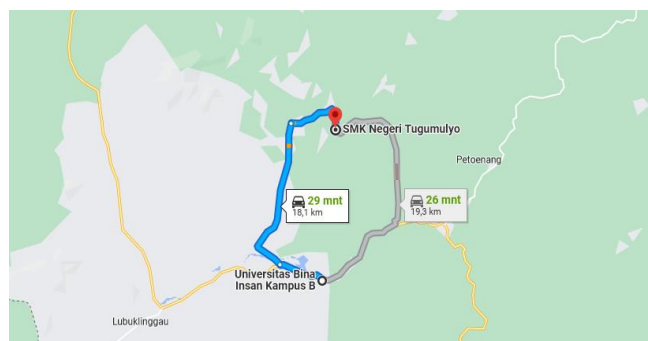 SMK Negeri Tugumulyo
Petoenang
29 mnt
18,1 km
26 mnt
19,3 km
Universitas Bina
Insan Kampus B
Lubuklinggau